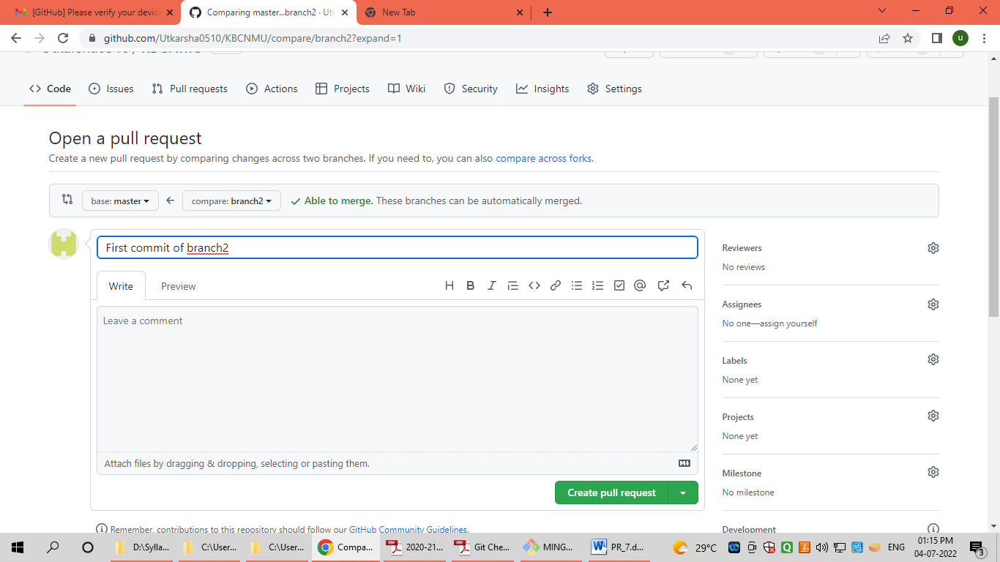 [GitHub] Please verify your device
Comparing master...branch2 · Utk
New Tab
github.com/Utkarsha0510/KBCNMU/compare/branch2?expand=1
u
Code
Issues
Pull requests
Actions
Projects
Wiki
Security
Insights
Settings
Open a pull request
Create a new pull request by comparing changes across two branches. If you need to, you can also compare across forks.
base: master
compare: branch2
Able to merge. These branches can be automatically merged.
First commit of branch2
Write
Preview
Leave a comment
Attach files by dragging & dropping, selecting or pasting them.
Create pull request
Reviewers
No reviews
Assignees
No one—assign yourself
Labels
None yet
Projects
None yet
Milestone
No milestone
Development
Remember, contributions to this repository should follow our GitHub Community Guidelines.
D:\Sylla...
C:\User...
C:\User...
Compa...
2020-21...
Git Che...
MING...
PR_7.d...
29°C
ENG
01:15 PM
04-07-2022
3